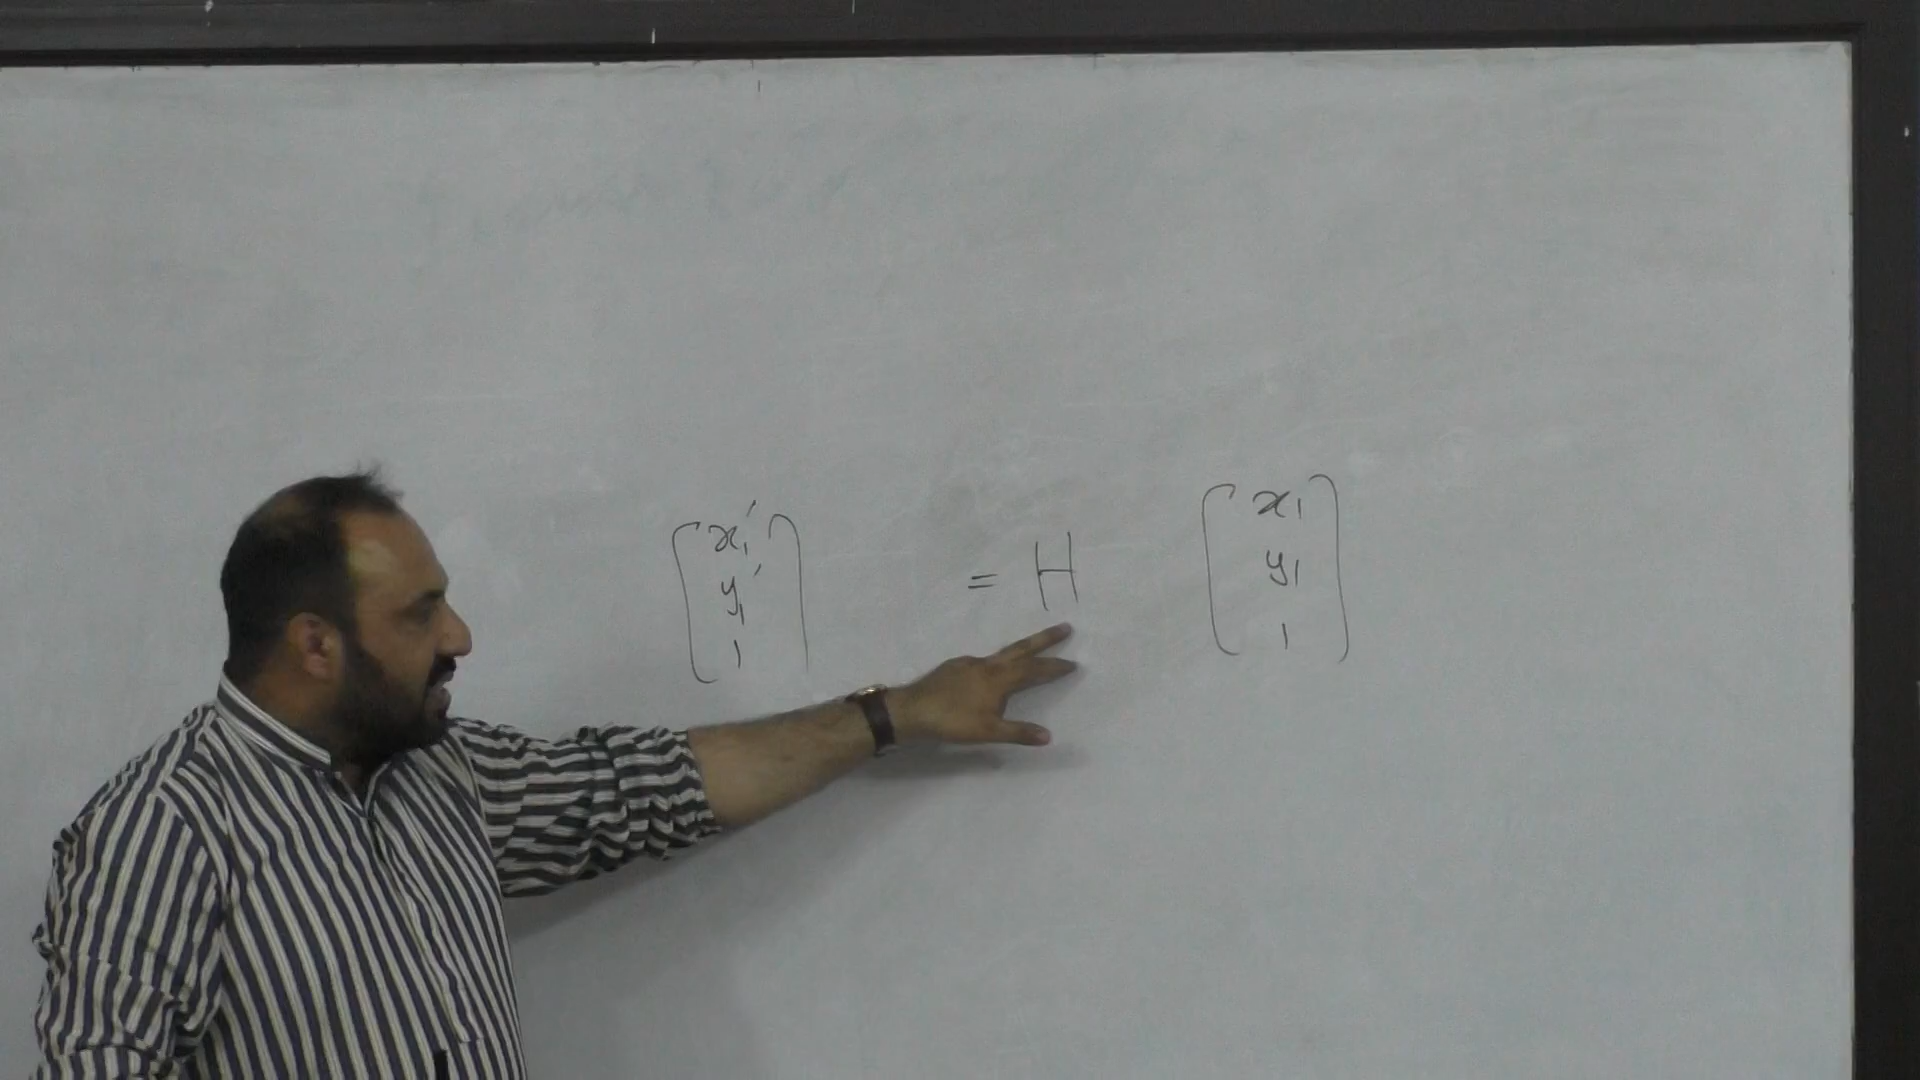 [x₁′ y₁′ 1] = H [x₁ y₁ 1]